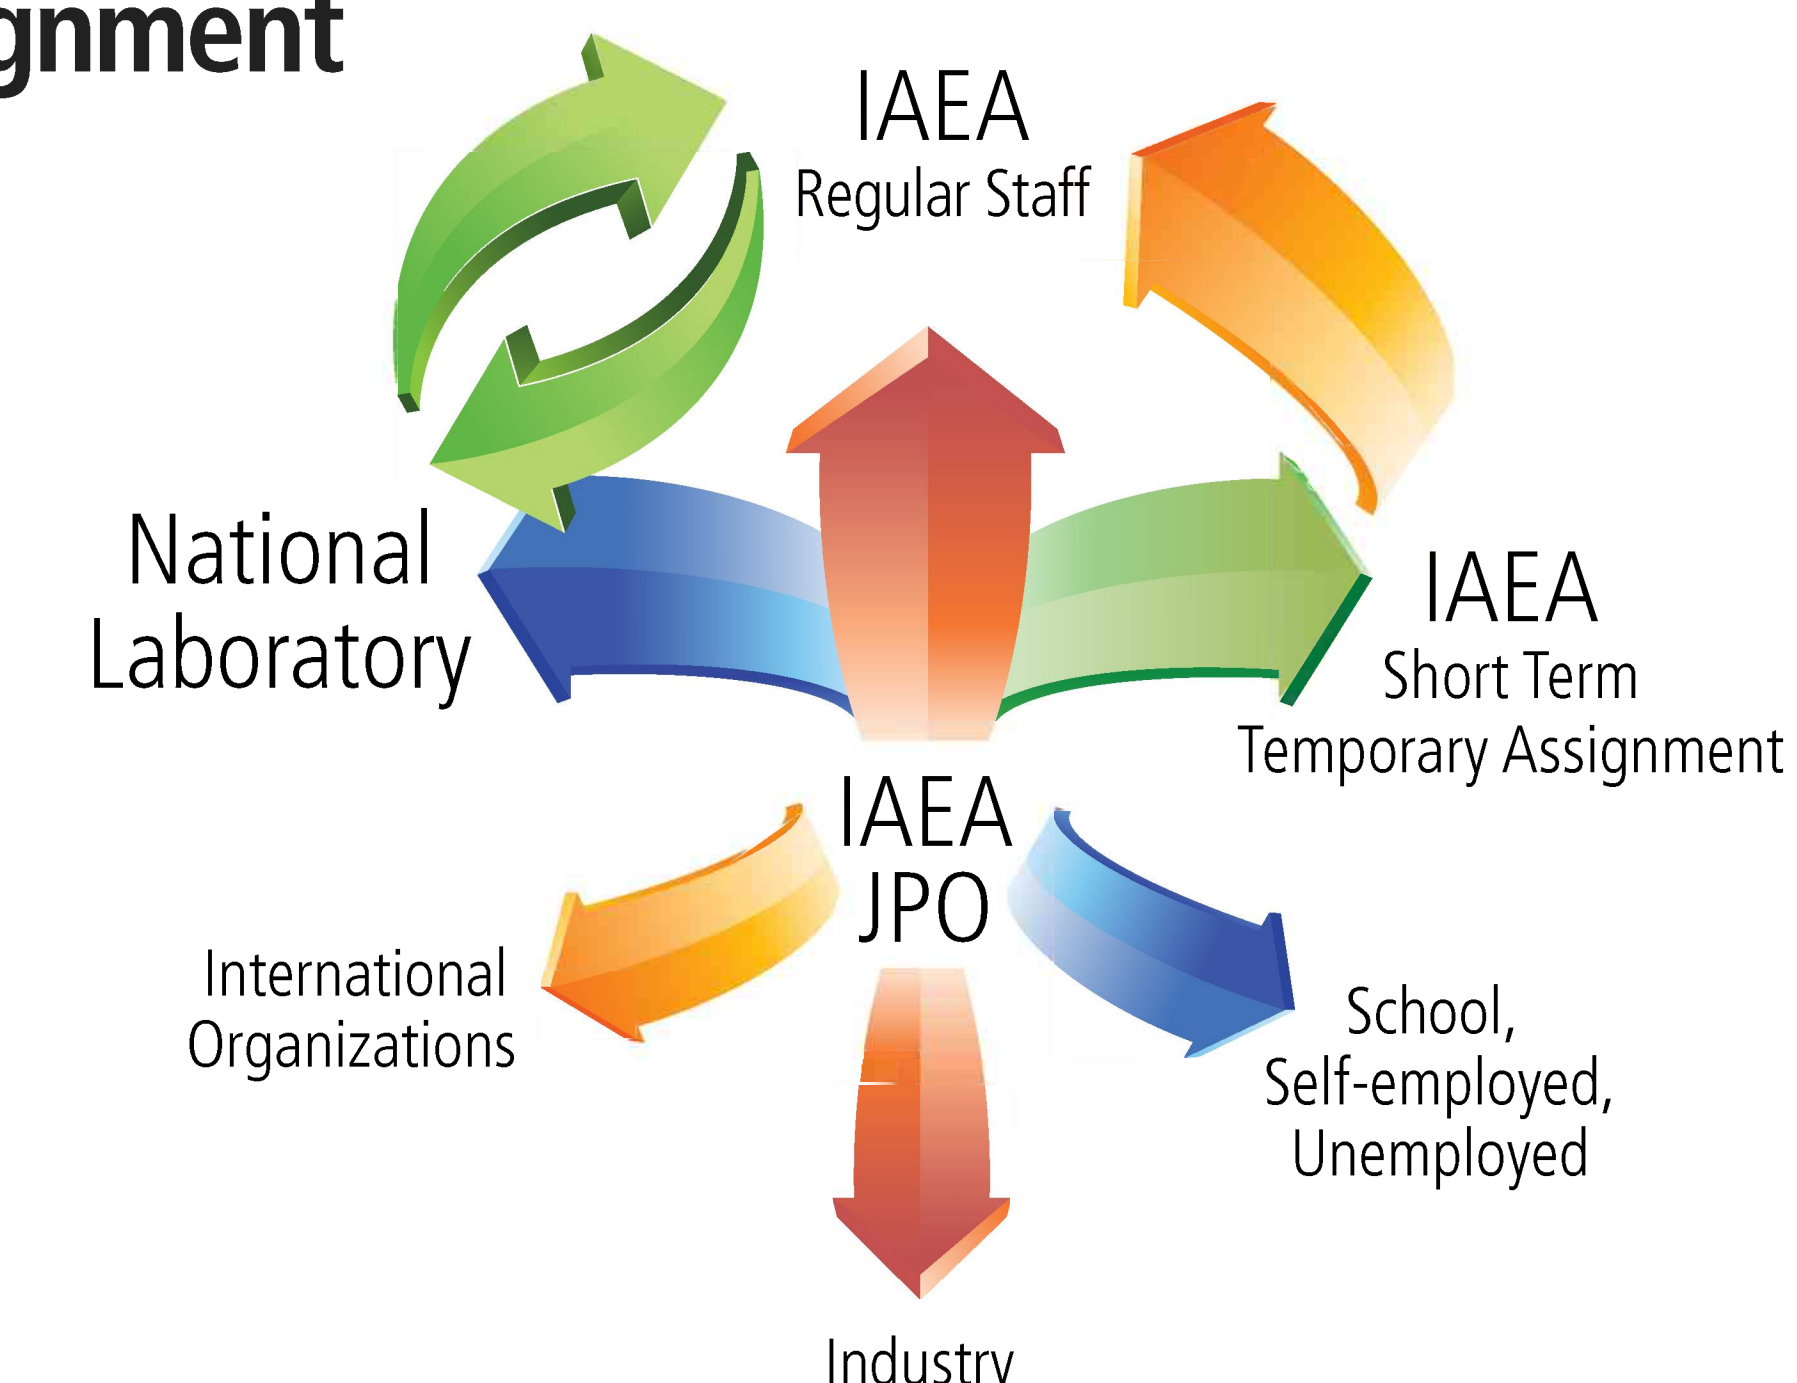 gnment
IAEA
Regular Staff
National
Laboratory
IAEA
Short Term
Temporary Assignment
IAEA
JPO
International
Organizations
School,
Self-employed,
Unemployed
Industry